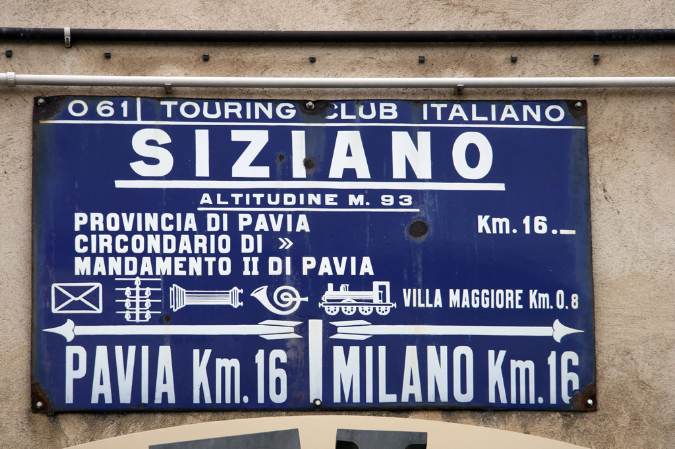 061 TOURING CLUB ITALIANO
SIZIANO
ALTITUDINE M. 93
PROVINCIA DI PAVIA Km. 16._
CIRCONDARIO DI »
MANDAMENTO II DI PAVIA
VILLA MAGGIORE Km. 0.8
PAVIA Km. 16 MILANO Km. 16